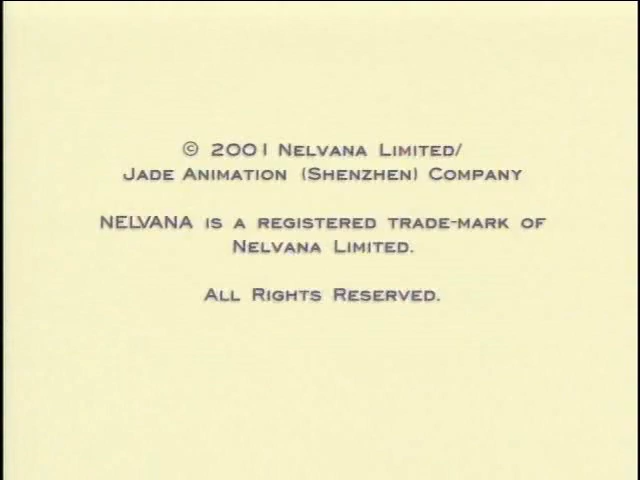 © 2001 Nelvana Limited/
Jade Animation (Shenzhen) Company
NELVANA is a registered trade-mark of
Nelvana Limited.
All Rights Reserved.